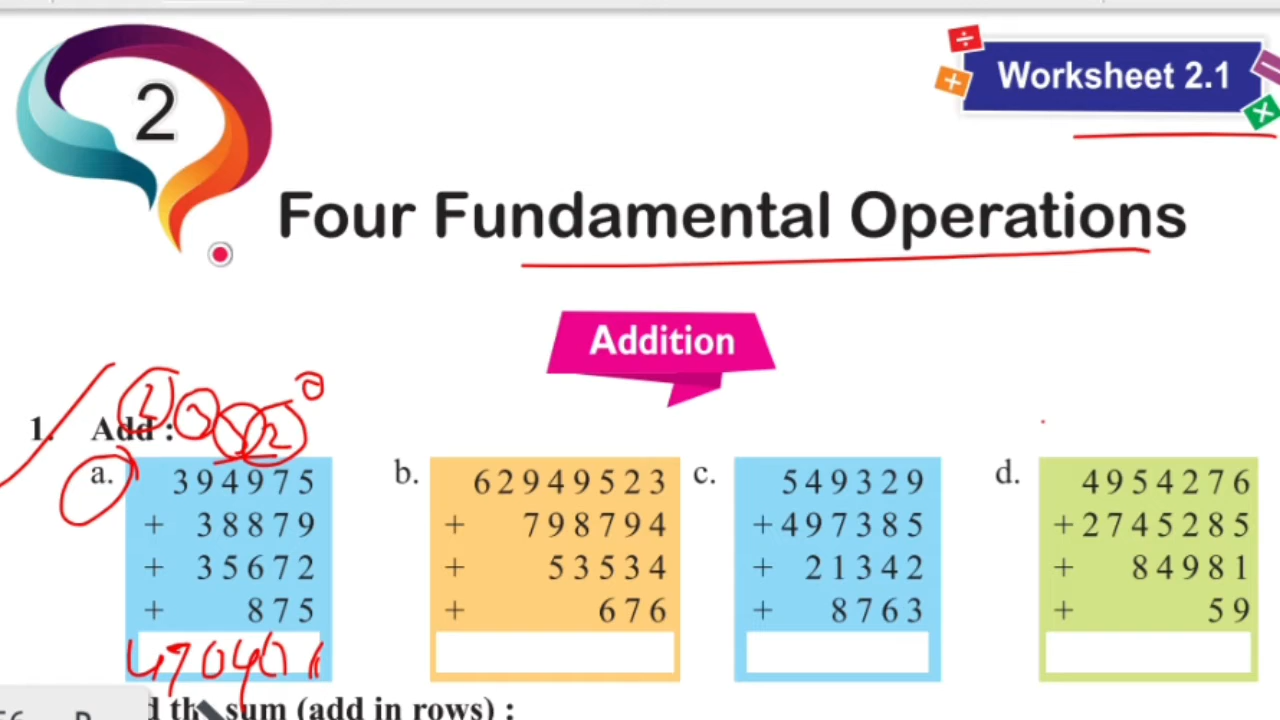 2
Worksheet 2.1
Four Fundamental Operations
Addition
1. Add :
a. 394975
+ 38879
+ 35672
+ 875
b. 62949523
+ 798794
+ 53534
+ 676
c. 549329
+497385
+ 21342
+ 8763
d. 4954276
+2745285
+ 84981
+ 59
sum (add in rows) :